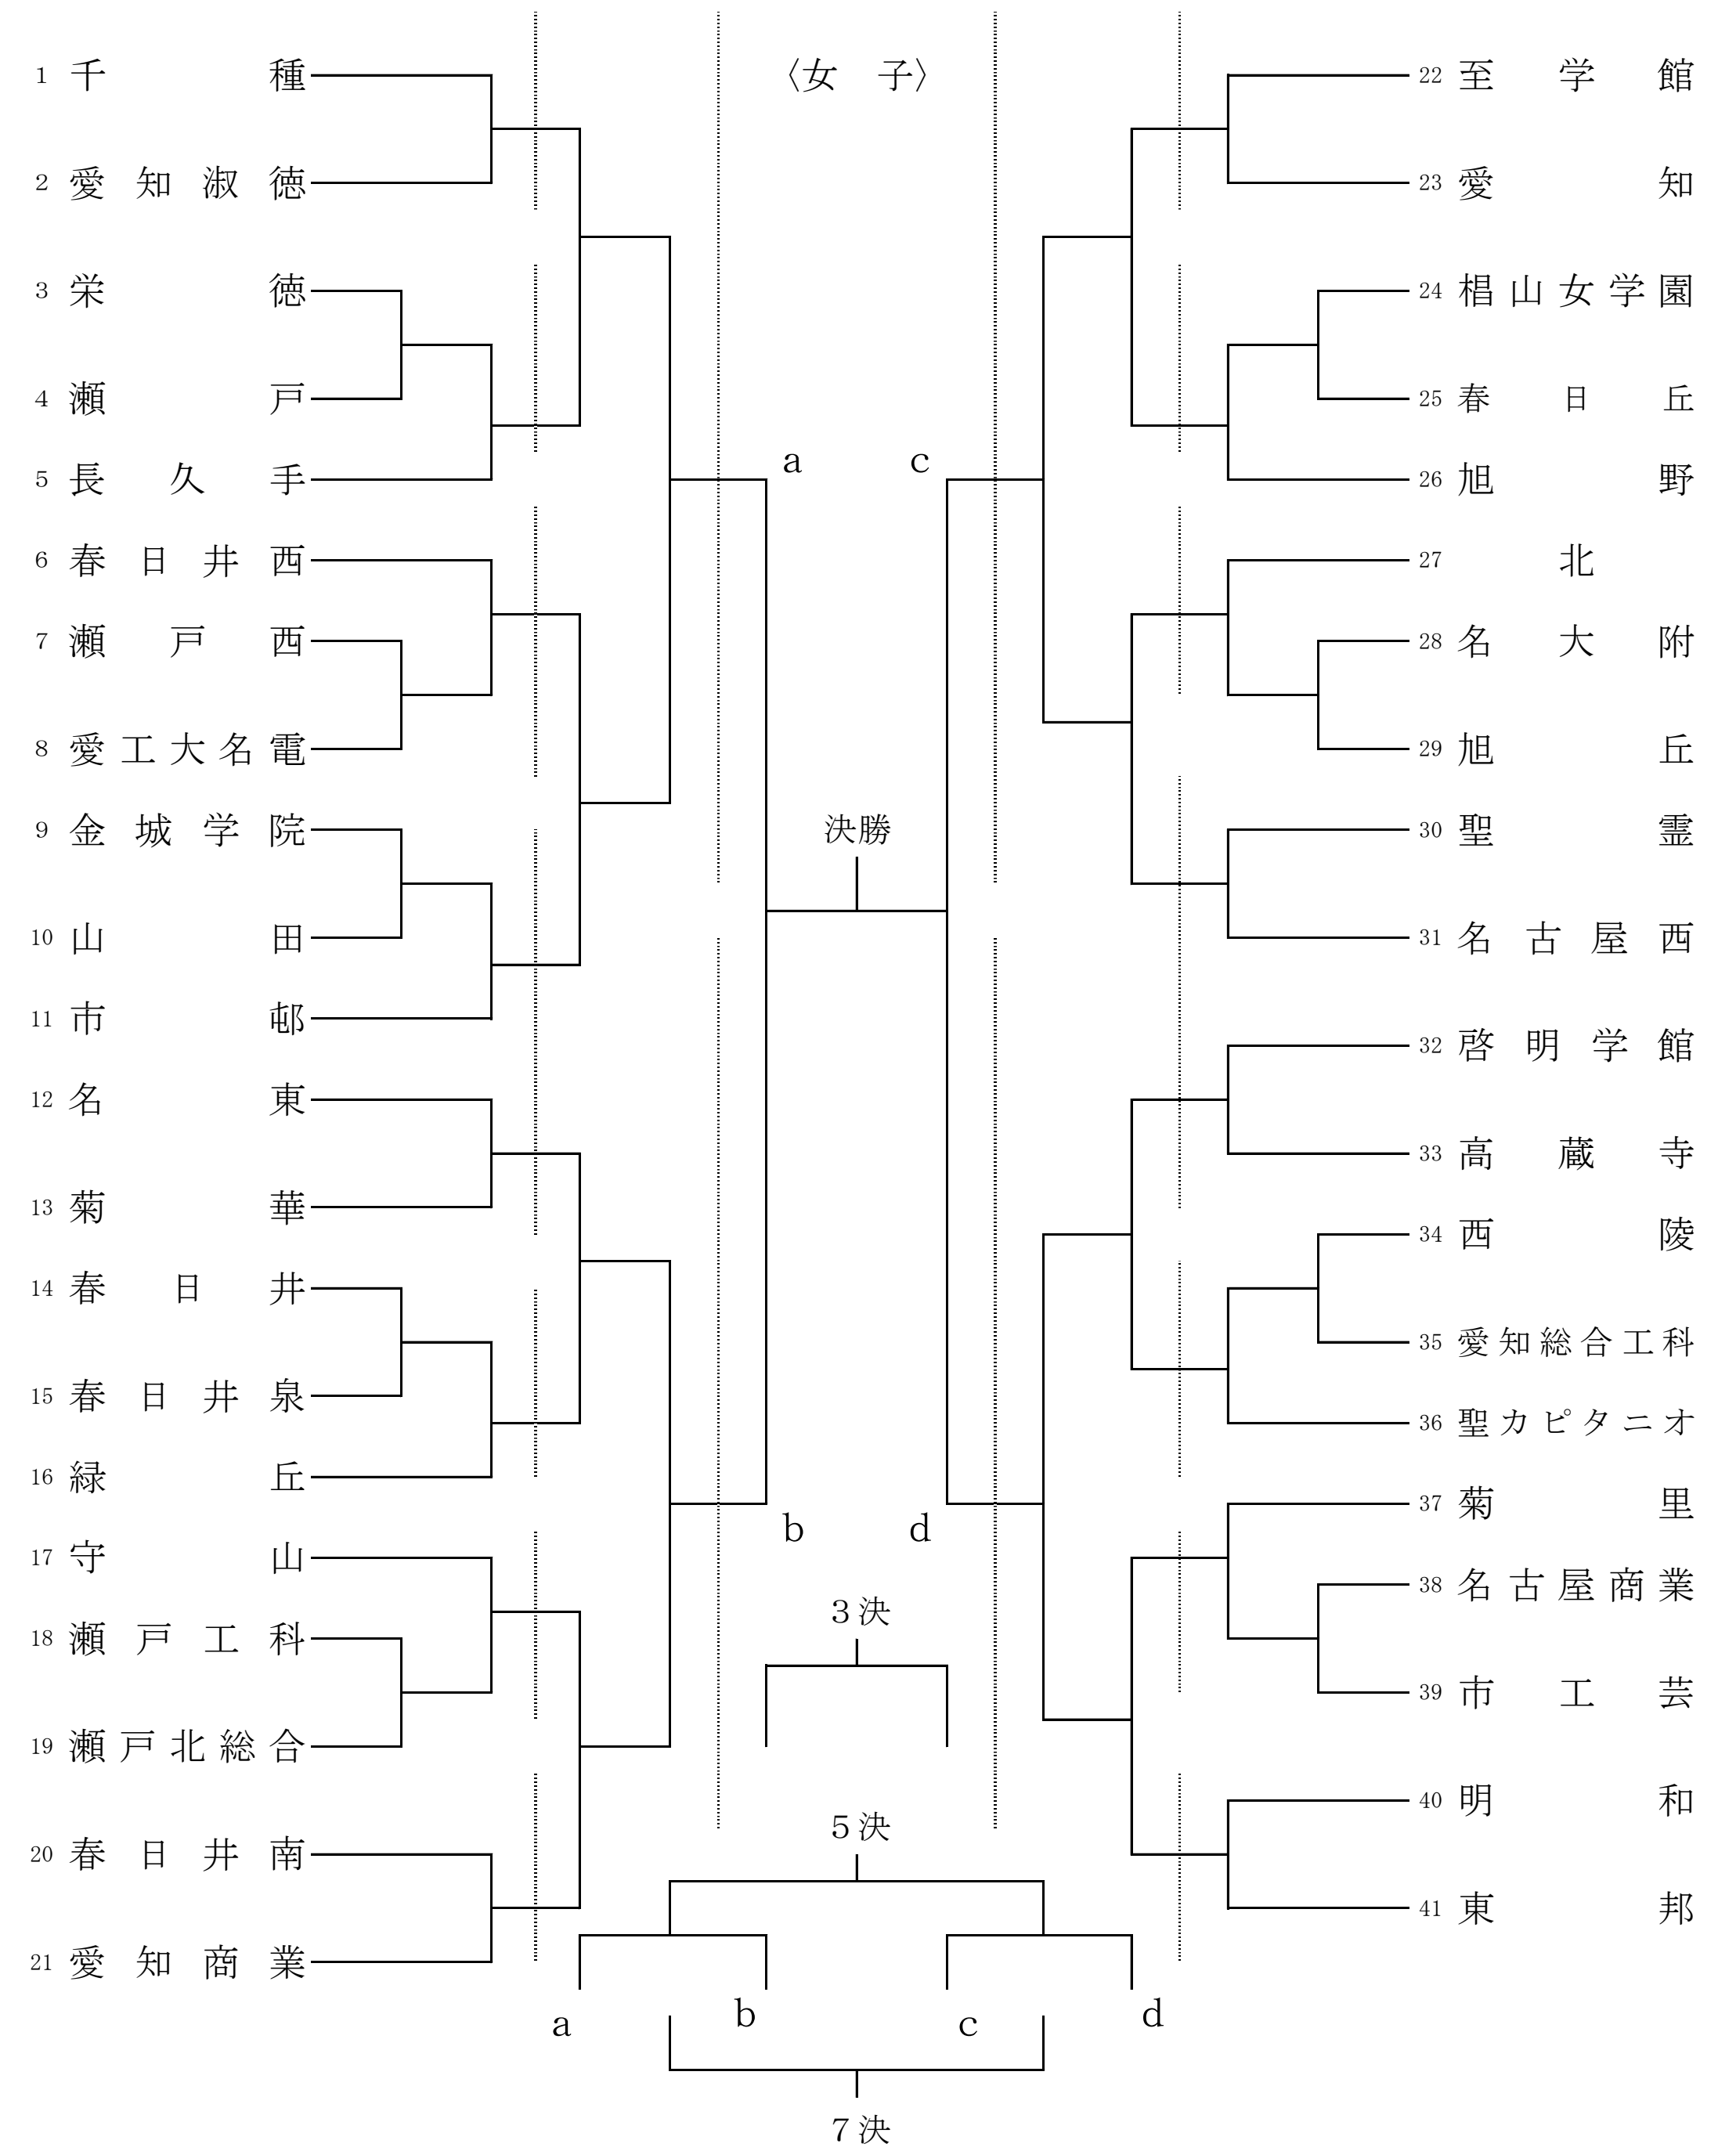 〈女　子〉
1 千種
2 愛知淑徳
3 栄徳
4 瀬戸
5 長久手
6 春日井西
7 瀬戸西
8 愛工大名電
9 金城学院
10 山田
11 市邨
12 名東
13 菊華
14 春日井
15 春日井泉
16 緑丘
17 守山
18 瀬戸工科
19 瀬戸北総合
20 春日井南
21 愛知商業
a
c
決勝
b
d
３決
５決
a
b
c
d
７決
22 至学館
23 愛知
24 椙山女学園
25 春日丘
26 旭野
27 北
28 名大附
29 旭丘
30 聖霊
31 名古屋西
32 啓明学館
33 高蔵寺
34 西陵
35 愛知総合工科
36 聖カピタニオ
37 菊里
38 名古屋商業
39 市工芸
40 明和
41 東邦